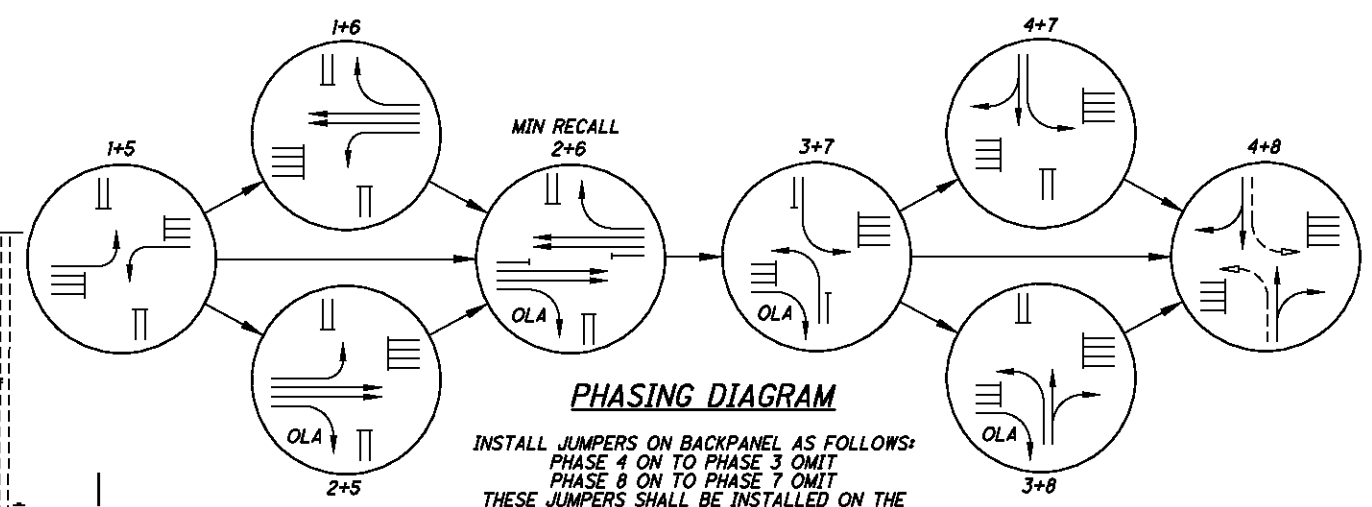 1+6
4+7
MIN RECALL
2+6
1+5
3+7
4+8
OLA
OLA
PHASING DIAGRAM
OLA
OLA
INSTALL JUMPERS ON BACKPANEL AS FOLLOWS:
PHASE 4 ON TO PHASE 3 OMIT
PHASE 8 ON TO PHASE 7 OMIT
2+5
3+8
THESE JUMPERS SHALL BE INSTALLED ON THE